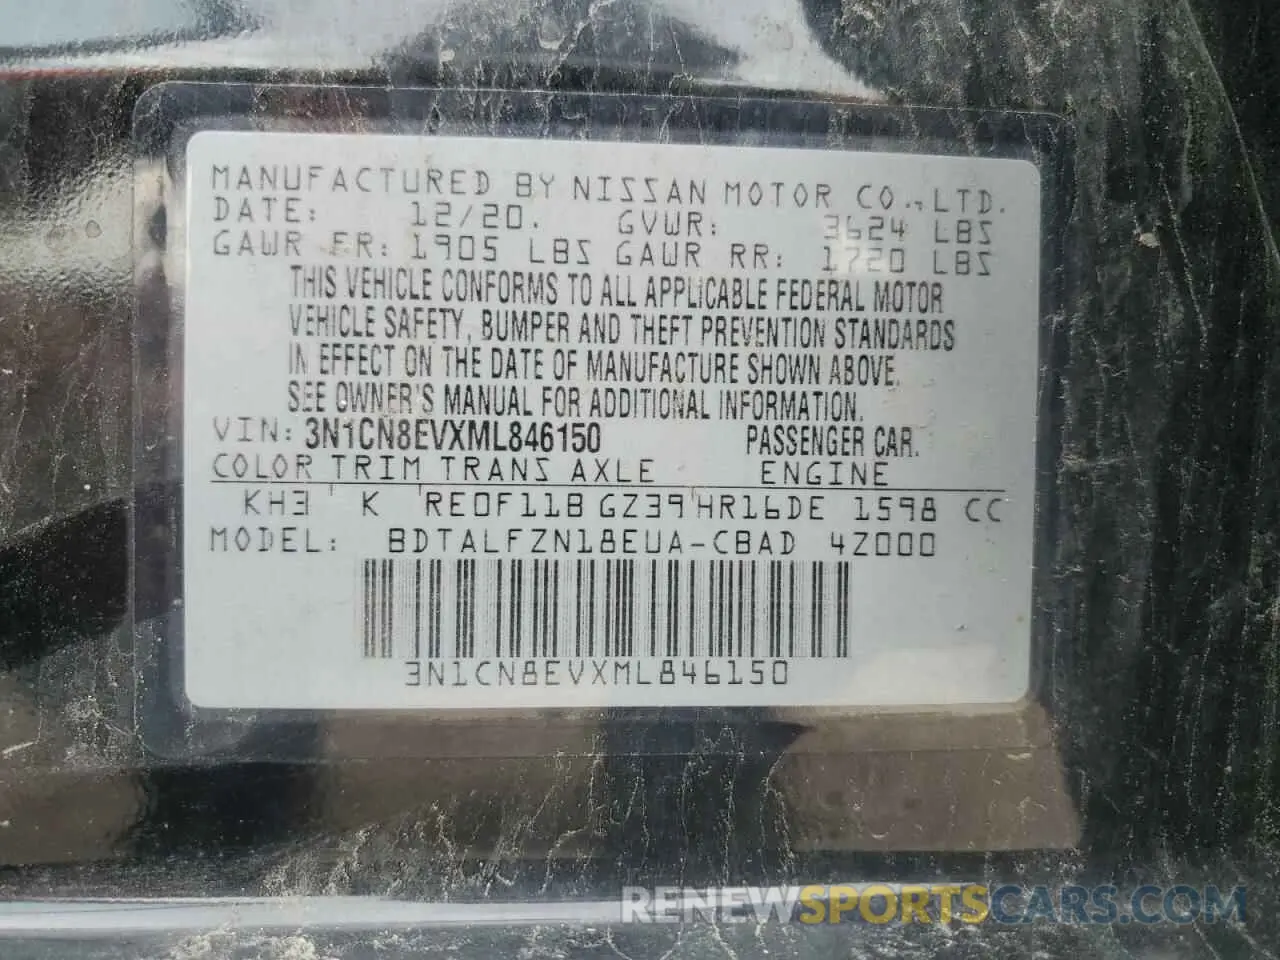 MANUFACTURED BY NISSAN MOTOR CO., LTD.
DATE: 12/20. GVWR: 3624 LBS
GAWR FR: 1905 LBS GAWR RR: 1720 LBS
THIS VEHICLE CONFORMS TO ALL APPLICABLE FEDERAL MOTOR
VEHICLE SAFETY, BUMPER AND THEFT PREVENTION STANDARDS
IN EFFECT ON THE DATE OF MANUFACTURE SHOWN ABOVE.
SEE OWNER'S MANUAL FOR ADDITIONAL INFORMATION.
VIN: 3N1CN8EVXML846150 PASSENGER CAR.
COLOR TRIM TRANS AXLE ENGINE
KH3 K RE0F11B GZ39 HR16DE 1598 CC
MODEL: BDTALFZN18EUA-CBAD 4Z000
3N1CN8EVXML846150
RENEWSPORTSCARS.COM